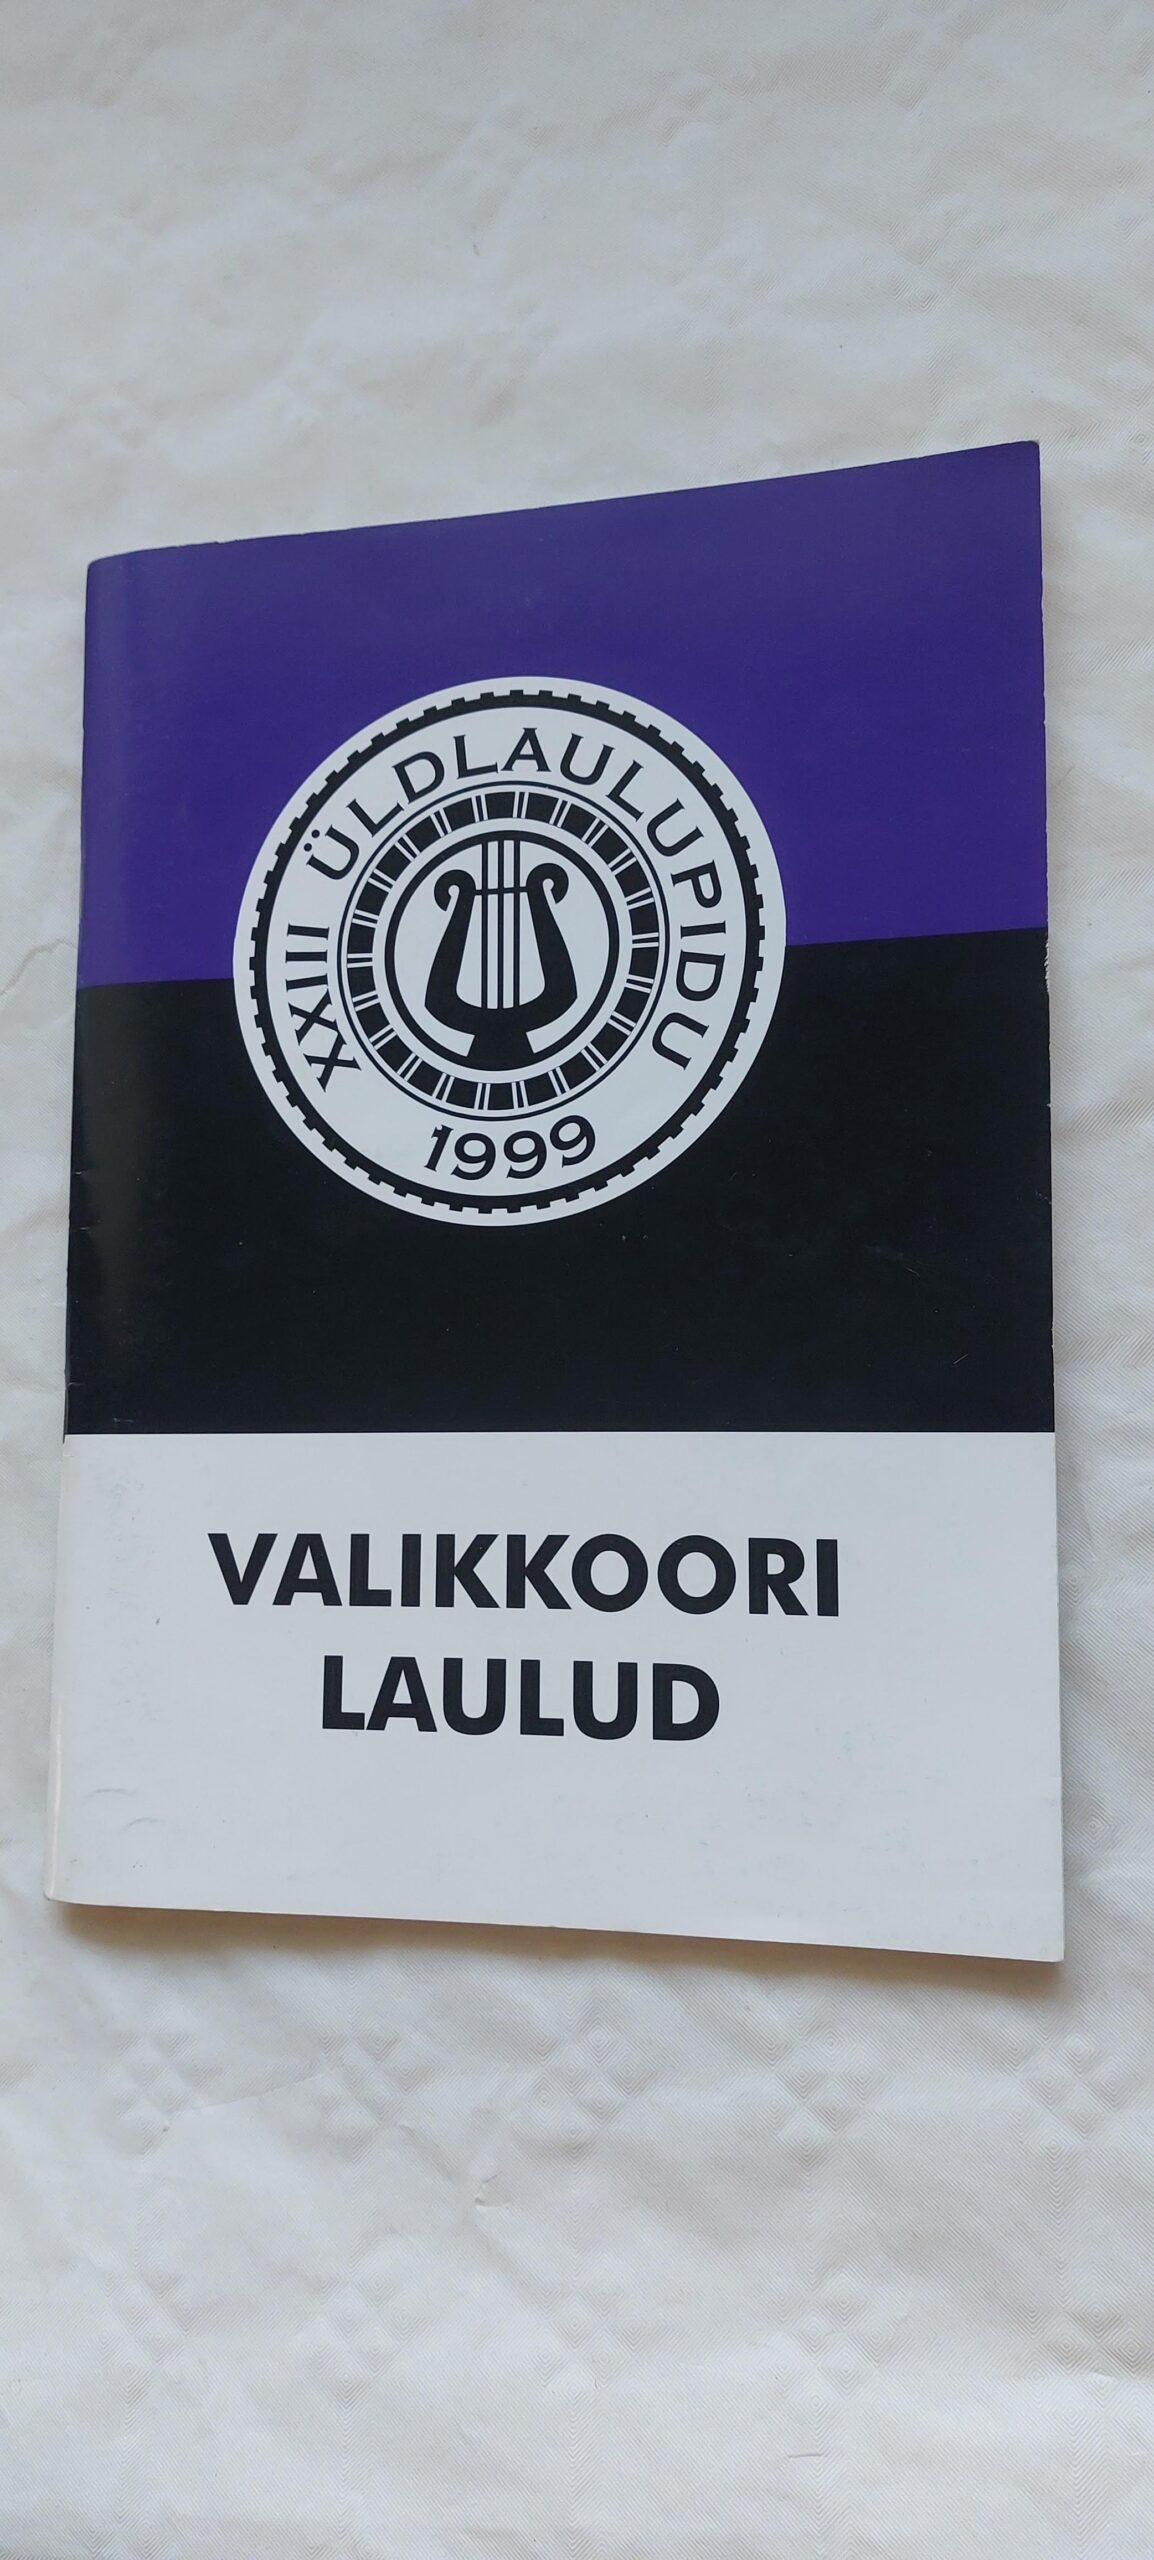 XXIII ÜLDLAULUPIDU
1999
VALIKKOORI
LAULUD